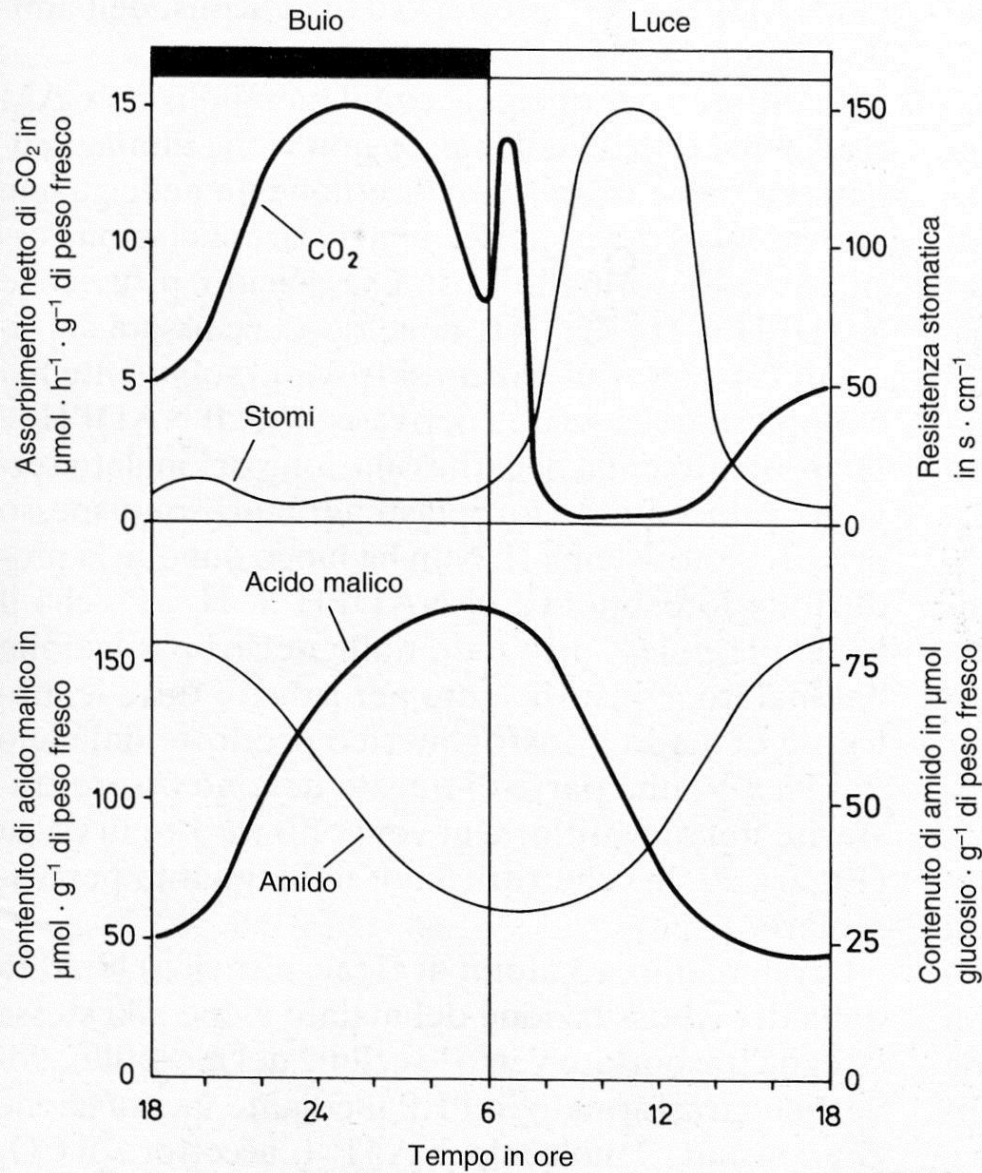 Buio
Luce
Assorbimento netto di CO₂ in
µmol · h⁻¹ · g⁻¹ di peso fresco
15
10
5
0
CO₂
Stomi
150
100
50
0
Resistenza stomatica
in s · cm⁻¹
Contenuto di acido malico in
µmol · g⁻¹ di peso fresco
150
100
50
0
Acido malico
Amido
75
50
25
0
Contenuto di amido in µmol
glucosio · g⁻¹ di peso fresco
18
24
6
12
18
Tempo in ore